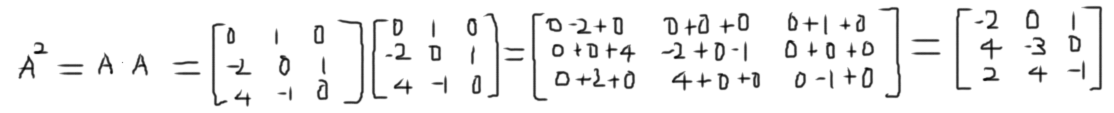 A² = A · A = [0 1 0; -2 0 1; 4 -1 0] [0 1 0; -2 0 1; 4 -1 0] = [0-2+0 0+0+0 0+1+0; 0+0+4 -2+0-1 0+0+0; 0+2+0 4+0+0 0-1+0] = [-2 0 1; 4 -3 0; 2 4 -1]